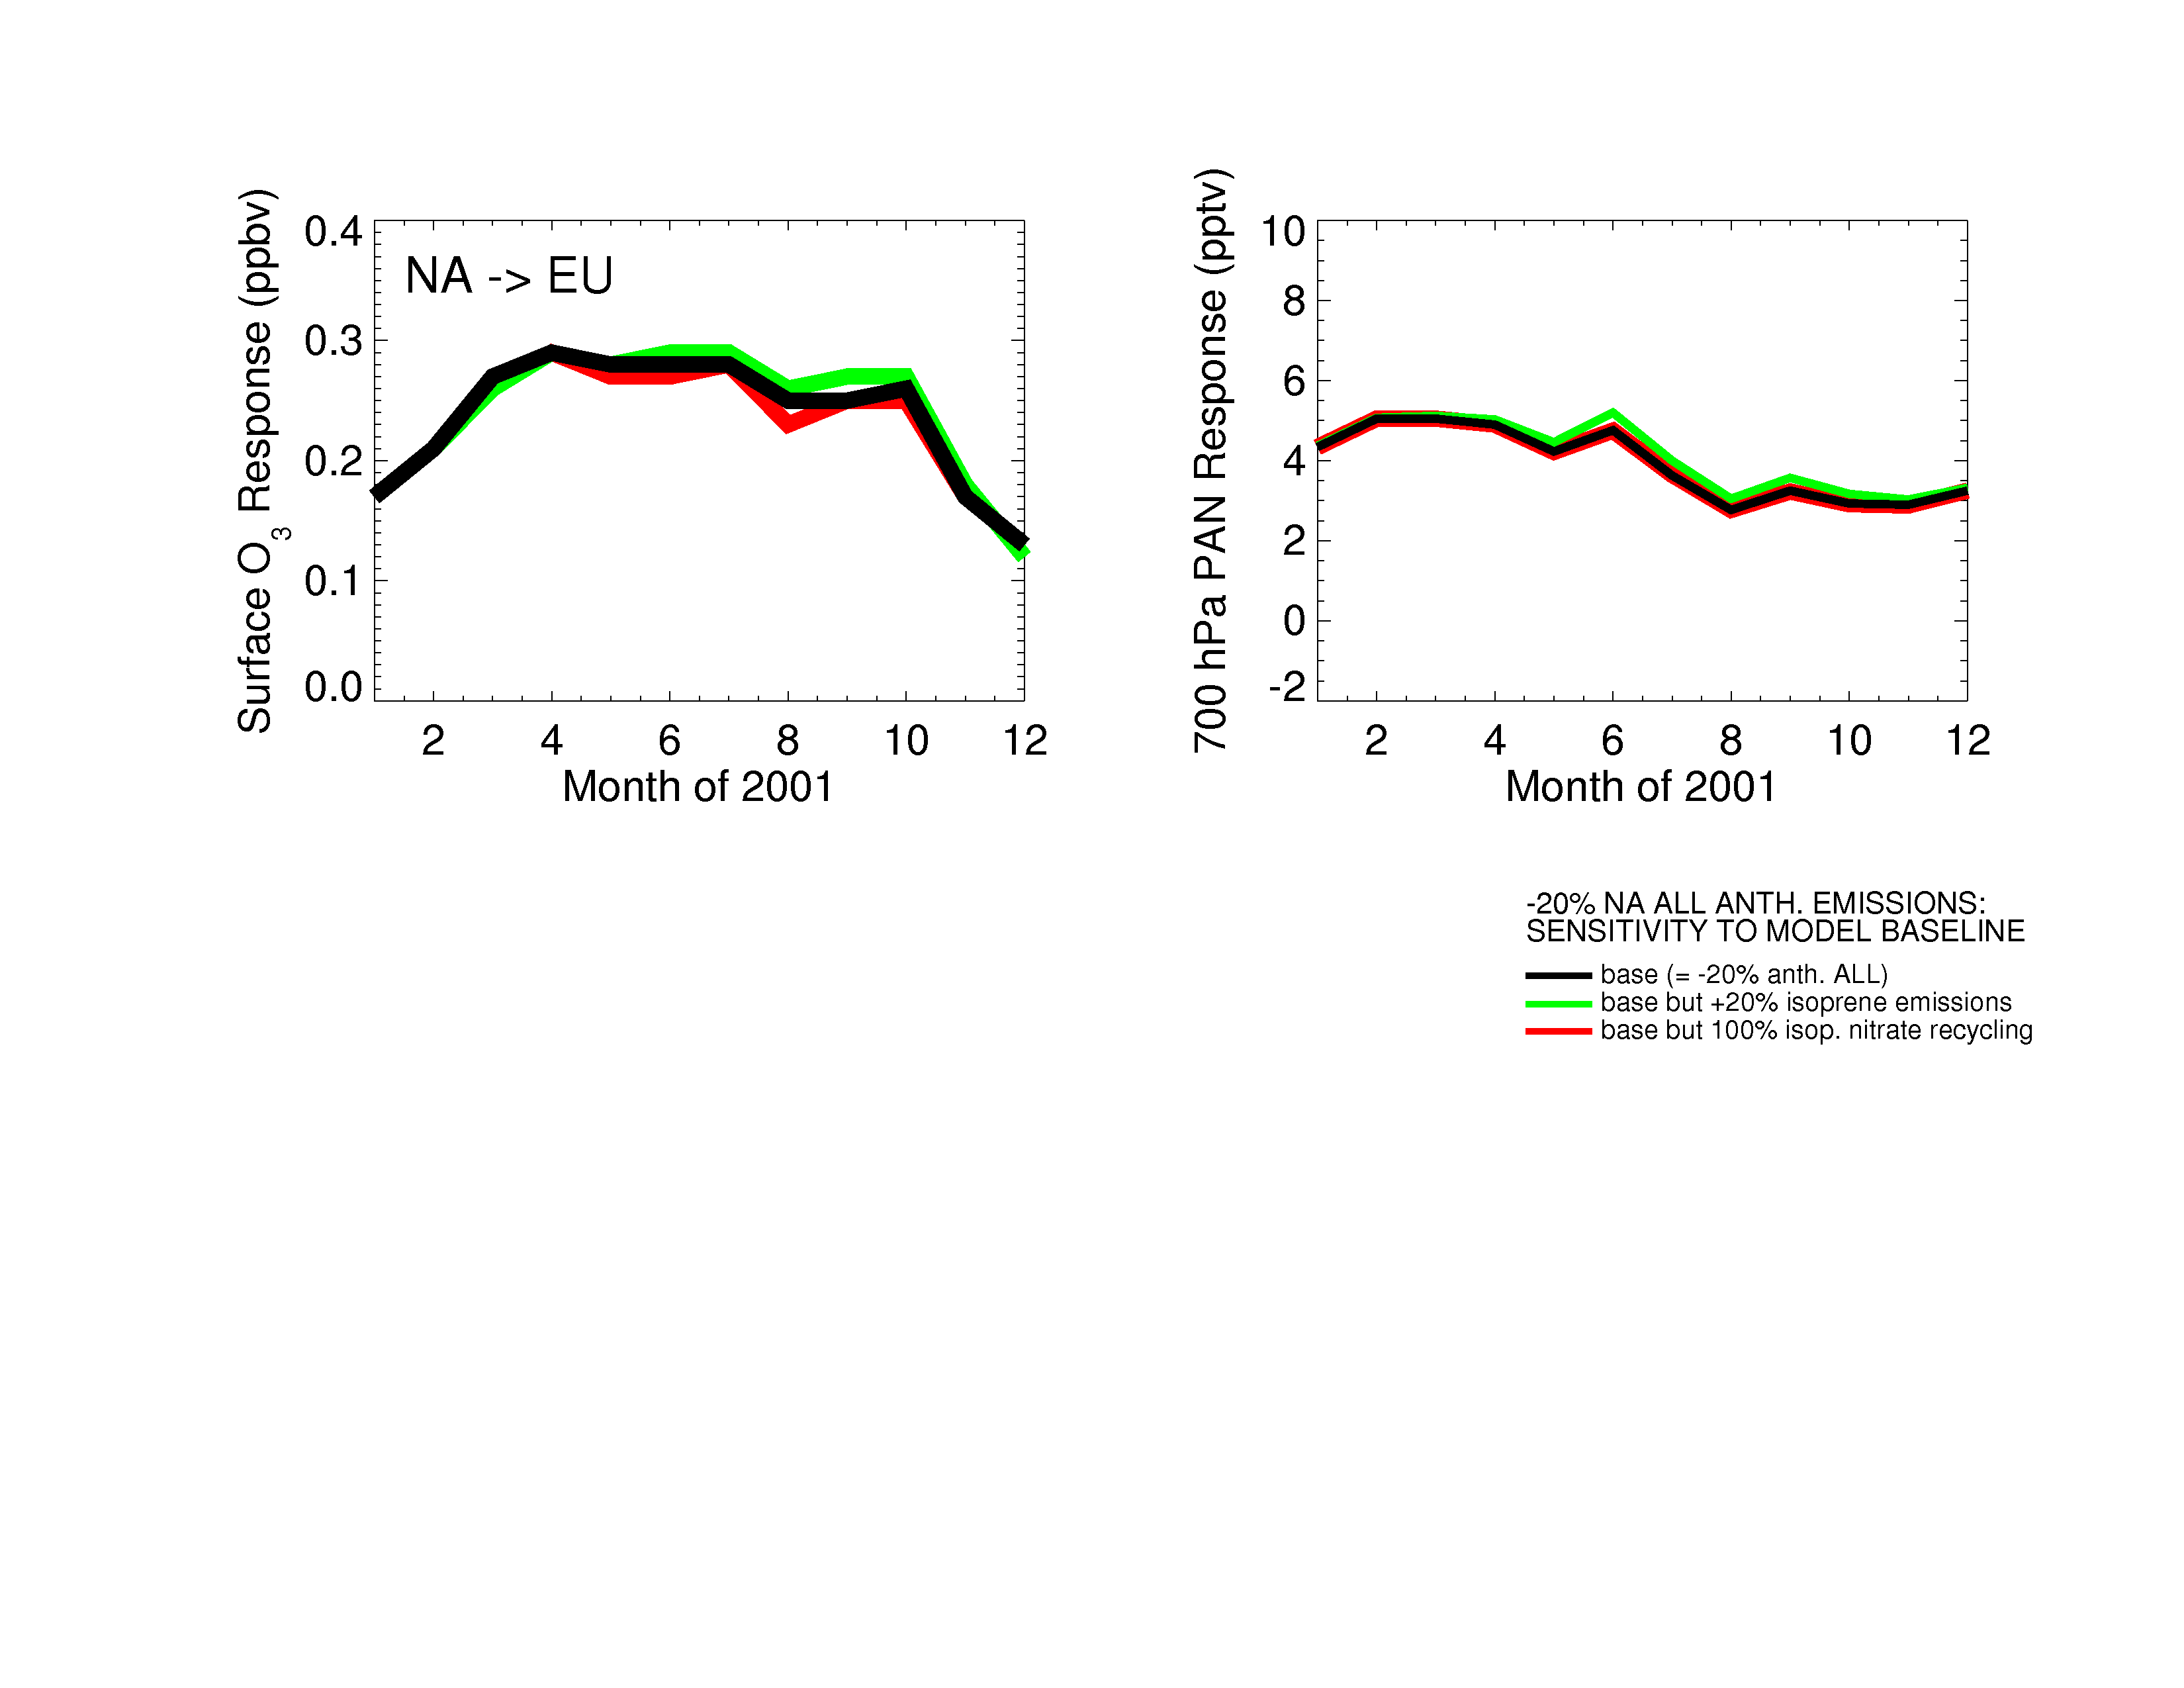 Surface O3 Response (ppbv)
0.4
0.3
0.2
0.1
0.0
NA -> EU
2 4 6 8 10 12
Month of 2001
700 hPa PAN Response (pptv)
10
8
6
4
2
0
-2
2 4 6 8 10 12
Month of 2001
-20% NA ALL ANTH. EMISSIONS:
SENSITIVITY TO MODEL BASELINE
base (= -20% anth. ALL)
base but +20% isoprene emissions
base but 100% isop. nitrate recycling